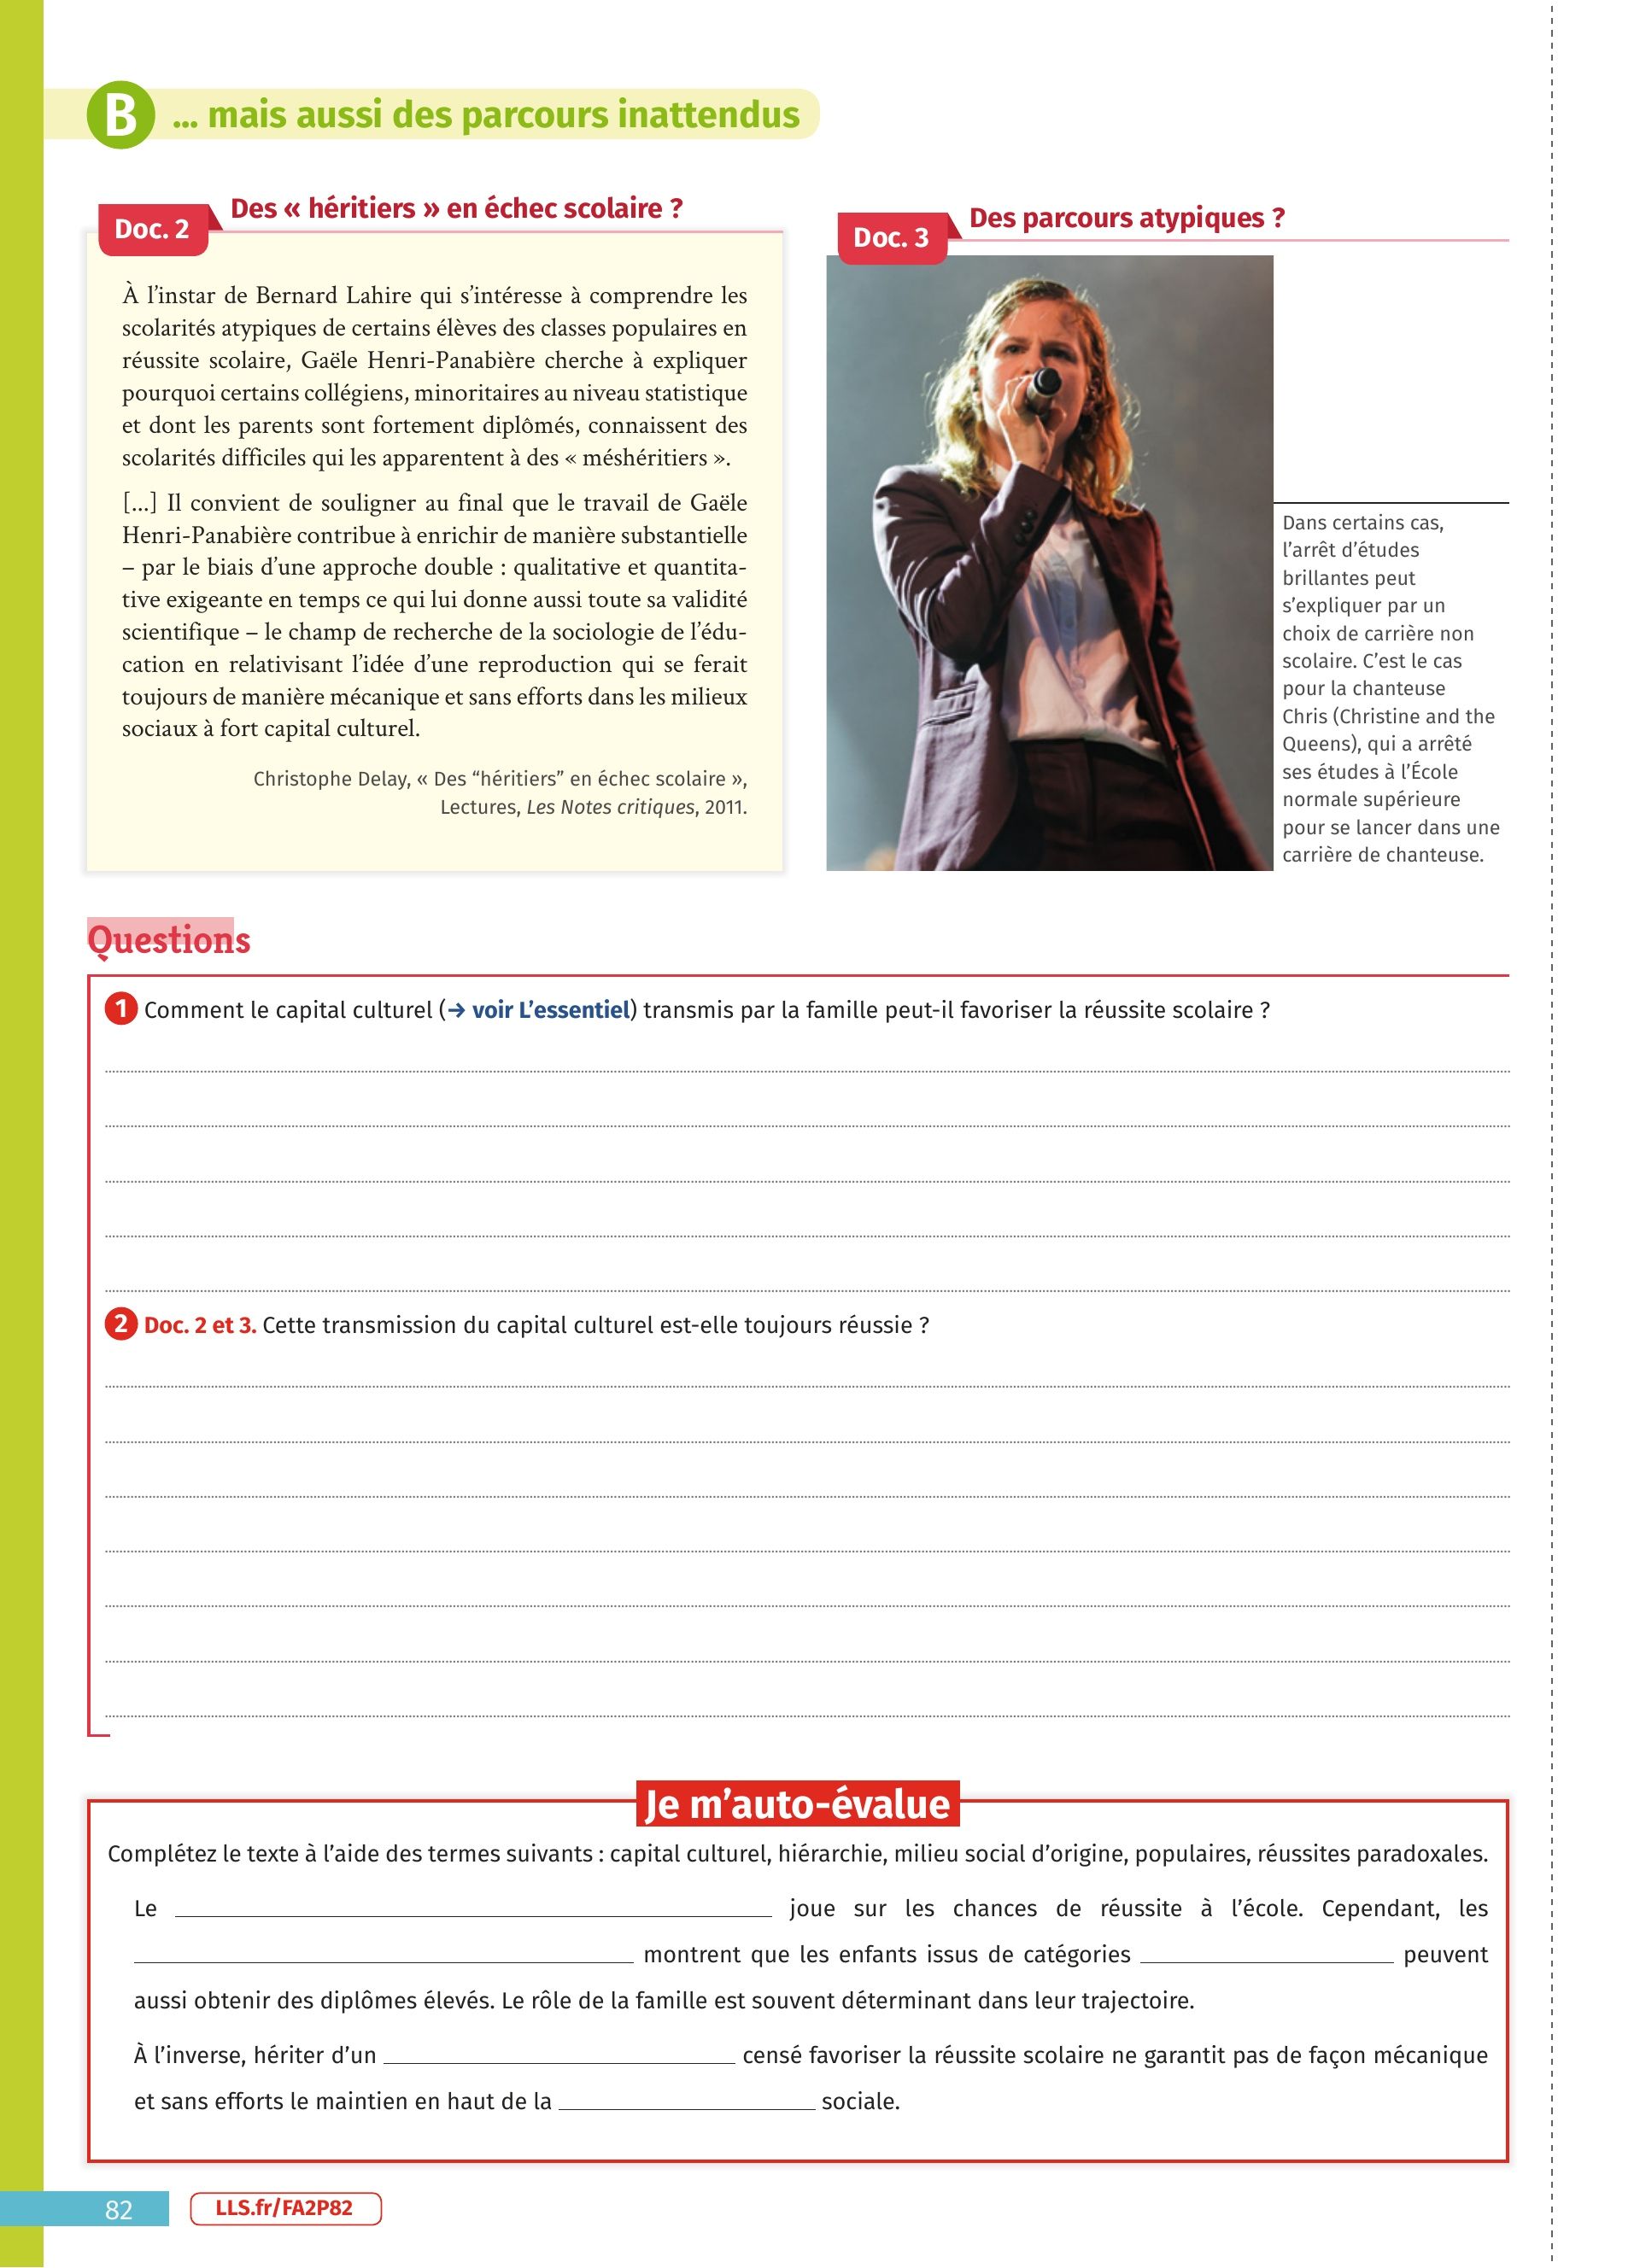 B ... mais aussi des parcours inattendus
Doc. 2 Des « héritiers » en échec scolaire ?
À l’instar de Bernard Lahire qui s’intéresse à comprendre les
scolarités atypiques de certains élèves des classes populaires en
réussite scolaire, Gaële Henri-Panabière cherche à expliquer
pourquoi certains collégiens, minoritaires au niveau statistique
et dont les parents sont fortement diplômés, connaissent des
scolarités difficiles qui les apparentent à des « méshéritiers ».
[...] Il convient de souligner au final que le travail de Gaële
Henri-Panabière contribue à enrichir de manière substantielle
– par le biais d’une approche double : qualitative et quantita-
tive exigeante en temps ce qui lui donne aussi toute sa validité
scientifique – le champ de recherche de la sociologie de l’édu-
cation en relativisant l’idée d’une reproduction qui se ferait
toujours de manière mécanique et sans efforts dans les milieux
sociaux à fort capital culturel.
Christophe Delay, « Des “héritiers” en échec scolaire »,
Lectures, Les Notes critiques, 2011.
Doc. 3 Des parcours atypiques ?
Dans certains cas,
l’arrêt d’études
brillantes peut
s’expliquer par un
choix de carrière non
scolaire. C’est le cas
pour la chanteuse
Chris (Christine and the
Queens), qui a arrêté
ses études à l’École
normale supérieure
pour se lancer dans une
carrière de chanteuse.
Questions
1 Comment le capital culturel (→ voir L’essentiel) transmis par la famille peut-il favoriser la réussite scolaire ?
2 Doc. 2 et 3. Cette transmission du capital culturel est-elle toujours réussie ?
Je m’auto-évalue
Complétez le texte à l’aide des termes suivants : capital culturel, hiérarchie, milieu social d’origine, populaires, réussites paradoxales.
Le ____ joue sur les chances de réussite à l’école. Cependant, les
____ montrent que les enfants issus de catégories ____ peuvent
aussi obtenir des diplômes élevés. Le rôle de la famille est souvent déterminant dans leur trajectoire.
À l’inverse, hériter d’un ____ censé favoriser la réussite scolaire ne garantit pas de façon mécanique
et sans efforts le maintien en haut de la ____ sociale.
82 LLS.fr/FA2P82